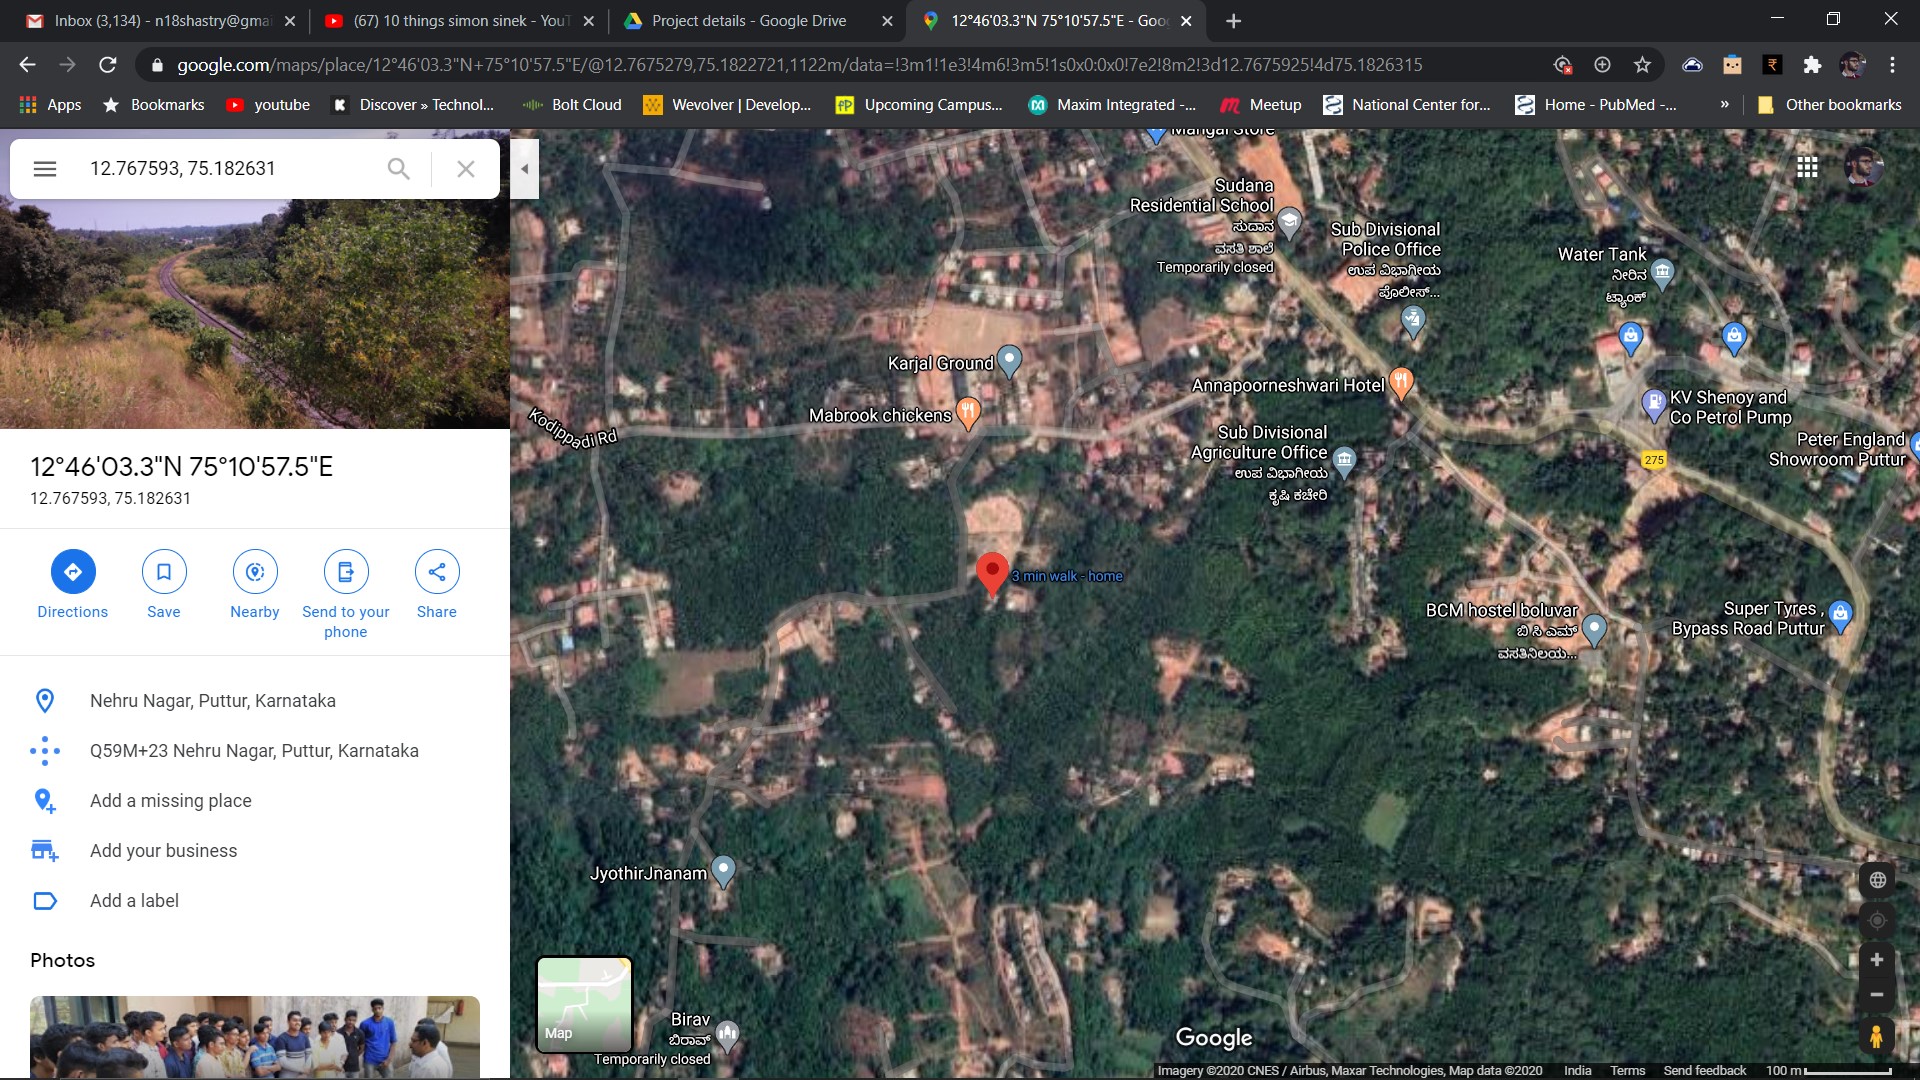 Inbox (3,134) - n18shastry@gmai
(67) 10 things simon sinek - YouT
Project details - Google Drive
12°46'03.3"N 75°10'57.5"E - Goo
google.com/maps/place/12°46'03.3"N+75°10'57.5"E/@12.7675279,75.1822721,1122m/data=!3m1!1e3!4m6!3m5!1s0x0:0x0!7e2!8m2!3d12.7675925!4d75.1826315
Apps
Bookmarks
youtube
Discover » Technol...
Bolt Cloud
Wevolver | Develop...
Upcoming Campus...
Maxim Integrated -...
Meetup
National Center for...
Home - PubMed -...
»
Other bookmarks
12.767593, 75.182631
12°46'03.3"N 75°10'57.5"E
12.767593, 75.182631
Directions
Save
Nearby
Send to your
phone
Share
Nehru Nagar, Puttur, Karnataka
Q59M+23 Nehru Nagar, Puttur, Karnataka
Add a missing place
Add your business
Add a label
Photos
Mangal Store
Sudana
Residential School
ಸುದಾನ
ವಸತಿ ಶಾಲೆ
Temporarily closed
Sub Divisional
Police Office
ಉಪ ವಿಭಾಗೀಯ
ಪೊಲೀಸ್...
Water Tank
ನೀರಿನ
ಟ್ಯಾಂಕ್
Karjal Ground
Mabrook chickens
Annapoorneshwari Hotel
KV Shenoy and
Co Petrol Pump
Kodippadi Rd
Sub Divisional
Agriculture Office
ಉಪ ವಿಭಾಗೀಯ
ಕೃಷಿ ಕಚೇರಿ
275
Peter England
Showroom Puttur
3 min walk - home
BCM hostel boluvar
ಬಿ ಸಿ ಎಮ್
ವಸತಿನಿಲಯ...
Super Tyres ,
Bypass Road Puttur
JyothirJnanam
Birav
ಬಿರಾವ್
Temporarily closed
Map
Google
Imagery ©2020 CNES / Airbus, Maxar Technologies, Map data ©2020
India
Terms
Send feedback
100 m